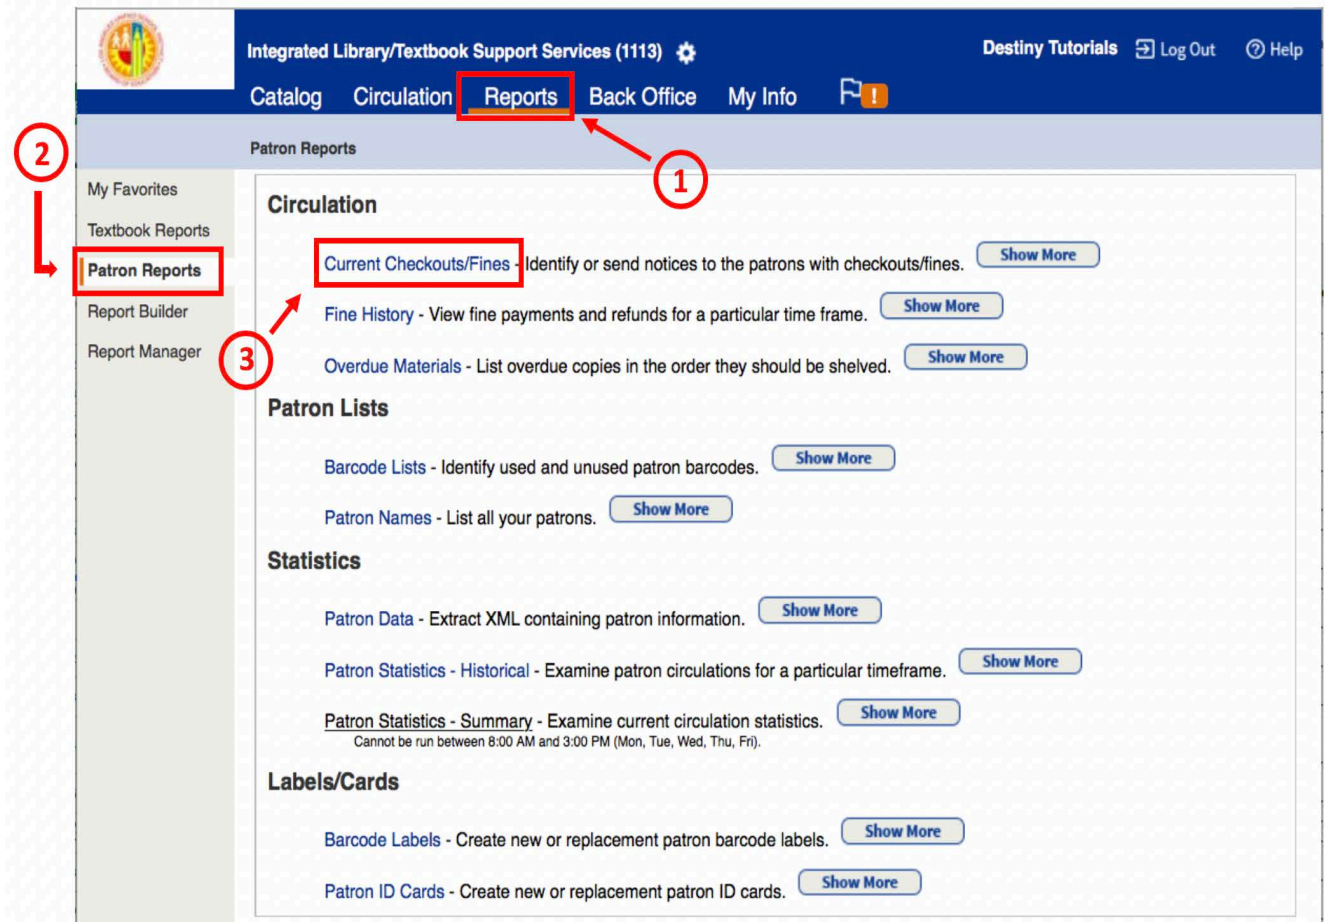 Integrated Library/Textbook Support Services (1113)
Destiny Tutorials Log Out ? Help
Catalog Circulation Reports Back Office My Info !
2
Patron Reports
1
My Favorites
Textbook Reports
Patron Reports
Report Builder
Report Manager
3
Circulation
Current Checkouts/Fines - Identify or send notices to the patrons with checkouts/fines. Show More
Fine History - View fine payments and refunds for a particular time frame. Show More
Overdue Materials - List overdue copies in the order they should be shelved. Show More
Patron Lists
Barcode Lists - Identify used and unused patron barcodes. Show More
Patron Names - List all your patrons. Show More
Statistics
Patron Data - Extract XML containing patron information. Show More
Patron Statistics - Historical - Examine patron circulations for a particular timeframe. Show More
Patron Statistics - Summary - Examine current circulation statistics. Show More
Cannot be run between 8:00 AM and 3:00 PM (Mon, Tue, Wed, Thu, Fri).
Labels/Cards
Barcode Labels - Create new or replacement patron barcode labels. Show More
Patron ID Cards - Create new or replacement patron ID cards. Show More